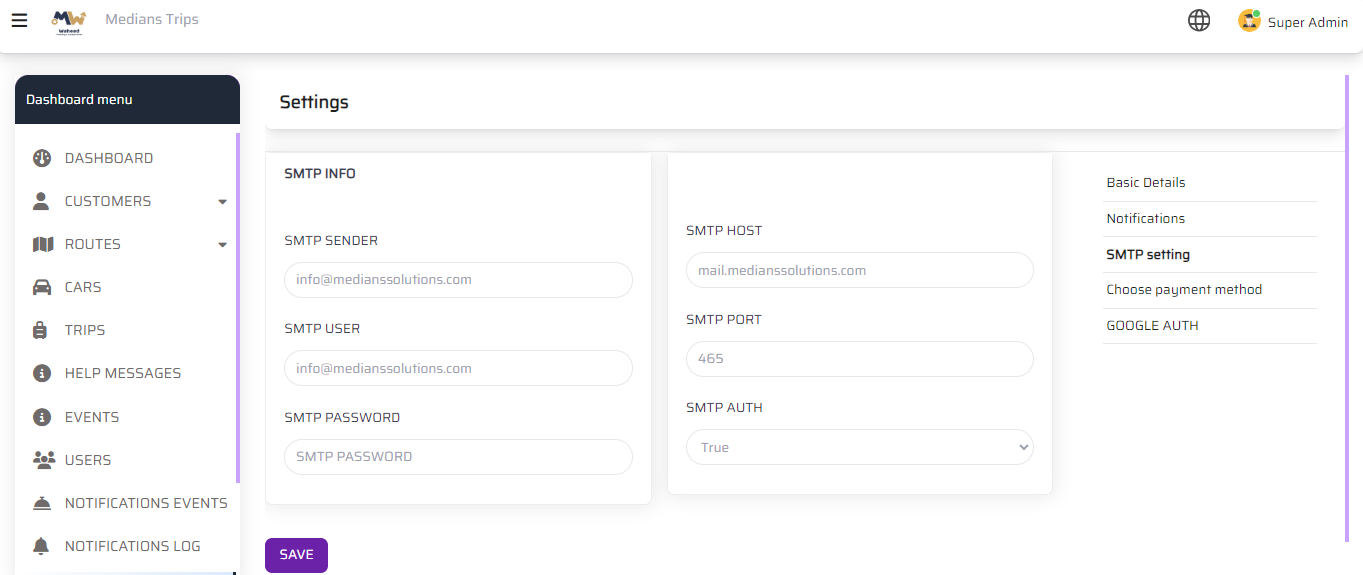 Waheed
Medians Trips
Super Admin
Dashboard menu
DASHBOARD
CUSTOMERS
ROUTES
CARS
TRIPS
HELP MESSAGES
EVENTS
USERS
NOTIFICATIONS EVENTS
NOTIFICATIONS LOG
Settings
SMTP INFO
SMTP SENDER
info@medianssolutions.com
SMTP USER
info@medianssolutions.com
SMTP PASSWORD
SMTP PASSWORD
SMTP HOST
mail.medianssolutions.com
SMTP PORT
465
SMTP AUTH
True
Basic Details
Notifications
SMTP setting
Choose payment method
GOOGLE AUTH
SAVE